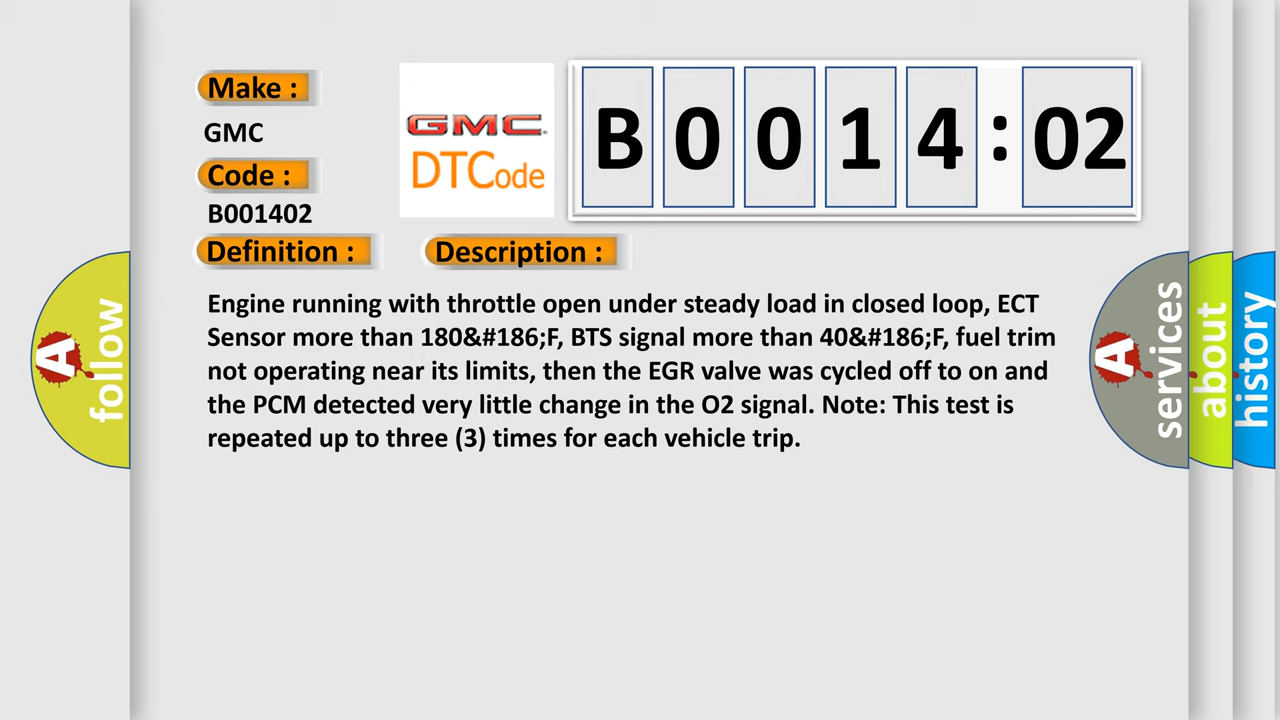 Make :
GMC
Code :
B001402
Definition :
Description :
GMC
DTCode
B0014:02
Engine running with throttle open under steady load in closed loop, ECT
Sensor more than 180&#186;F, BTS signal more than 40&#186;F, fuel trim
not operating near its limits, then the EGR valve was cycled off to on and
the PCM detected very little change in the O2 signal. Note: This test is
repeated up to three (3) times for each vehicle trip.
A follow
A services
about
history